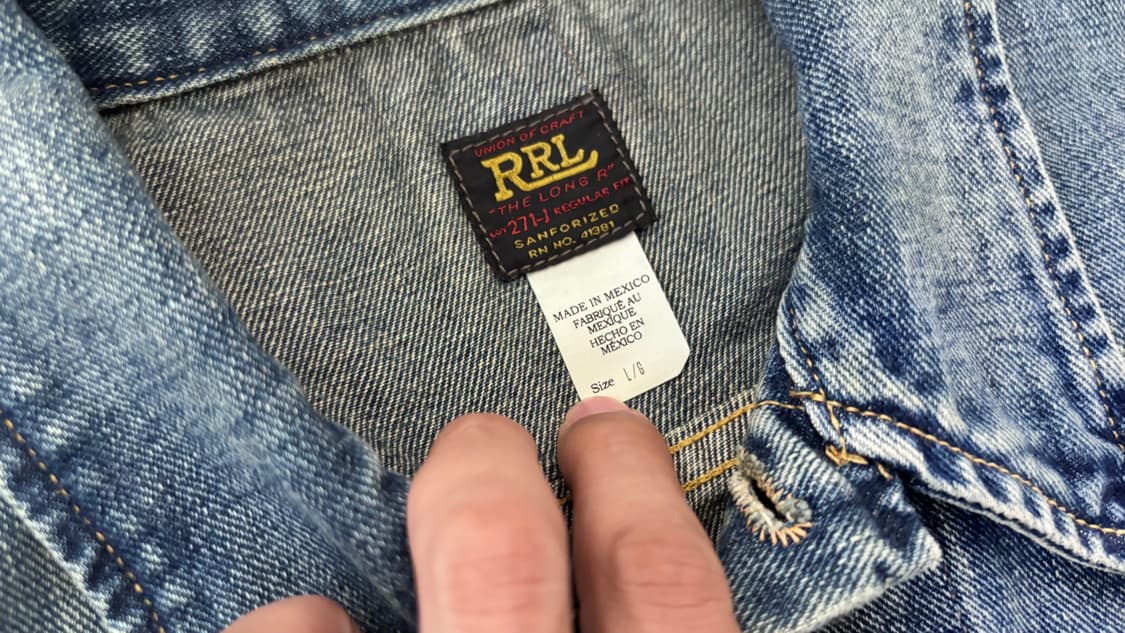 UNION OF CRAFT
RRL
"THE LONG R"
271-J REGULAR FIT
SANFORIZED
RN NO. 41381
MADE IN MEXICO
FABRIQUÉ AU
MEXIQUE
HECHO EN
MÉXICO
Size L/G